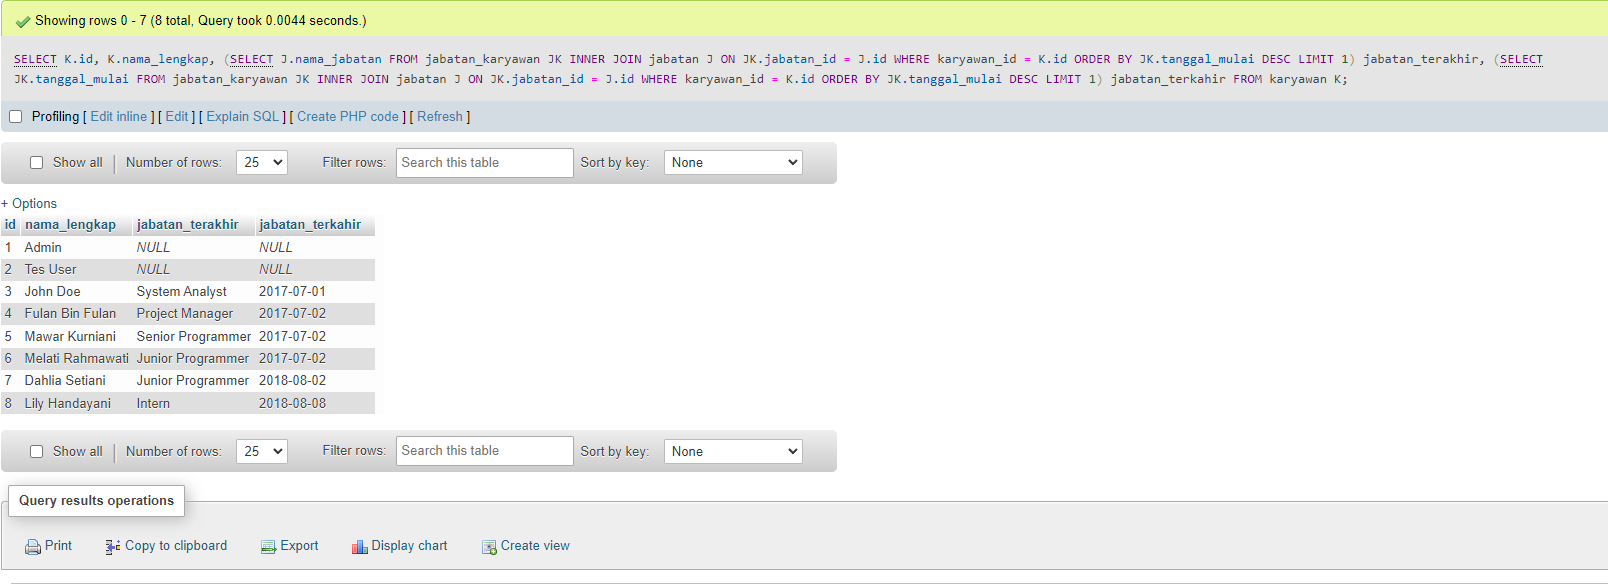 Showing rows 0 - 7 (8 total, Query took 0.0044 seconds.)
SELECT K.id, K.nama_lengkap, (SELECT J.nama_jabatan FROM jabatan_karyawan JK INNER JOIN jabatan J ON JK.jabatan_id = J.id WHERE karyawan_id = K.id ORDER BY JK.tanggal_mulai DESC LIMIT 1) jabatan_terakhir, (SELECT
JK.tanggal_mulai FROM jabatan_karyawan JK INNER JOIN jabatan J ON JK.jabatan_id = J.id WHERE karyawan_id = K.id ORDER BY JK.tanggal_mulai DESC LIMIT 1) jabatan_terkahir FROM karyawan K;
Profiling [ Edit inline ] [ Edit ] [ Explain SQL ] [ Create PHP code ] [ Refresh ]
Show all | Number of rows: 25 Filter rows: Search this table Sort by key: None
+ Options
id nama_lengkap jabatan_terakhir jabatan_terkahir
1 Admin NULL NULL
2 Tes User NULL NULL
3 John Doe System Analyst 2017-07-01
4 Fulan Bin Fulan Project Manager 2017-07-02
5 Mawar Kurniani Senior Programmer 2017-07-02
6 Melati Rahmawati Junior Programmer 2017-07-02
7 Dahlia Setiani Junior Programmer 2018-08-02
8 Lily Handayani Intern 2018-08-08
Show all | Number of rows: 25 Filter rows: Search this table Sort by key: None
Query results operations
Print Copy to clipboard Export Display chart Create view